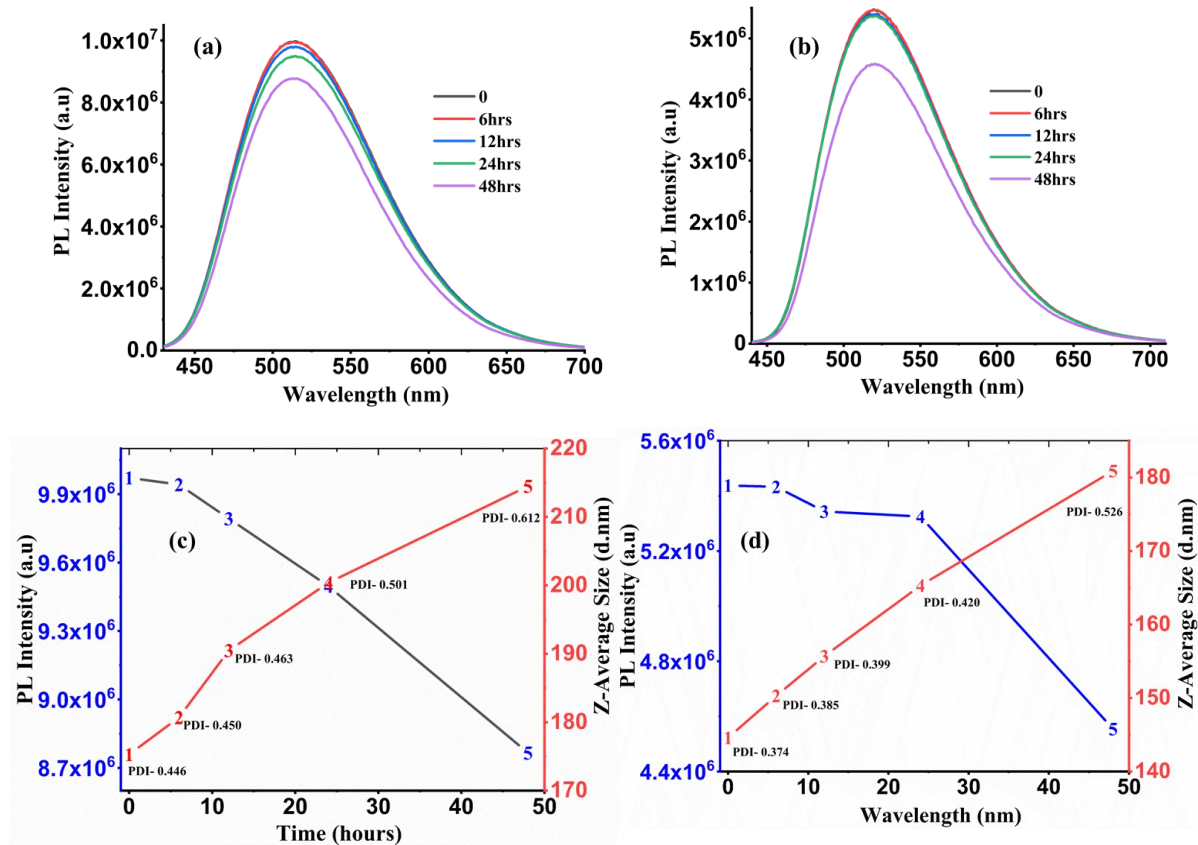 (a)
PL Intensity (a.u)
1.0x10⁷
8.0x10⁶
6.0x10⁶
4.0x10⁶
2.0x10⁶
0.0
450 500 550 600 650 700
Wavelength (nm)
0
6hrs
12hrs
24hrs
48hrs
(b)
PL Intensity (a.u)
5x10⁶
4x10⁶
3x10⁶
2x10⁶
1x10⁶
0
450 500 550 600 650 700
Wavelength (nm)
0
6hrs
12hrs
24hrs
48hrs
(c)
PL Intensity (a.u)
9.9x10⁶
9.6x10⁶
9.3x10⁶
9.0x10⁶
8.7x10⁶
1 2 3 4 5
1 2 3 4 5
PDI- 0.446
PDI- 0.450
PDI- 0.463
PDI- 0.501
PDI- 0.612
220
210
200
190
180
170
Z-Average Size (d.nm)
0 10 20 30 40 50
Time (hours)
(d)
PL Intensity (a.u)
5.6x10⁶
5.2x10⁶
4.8x10⁶
4.4x10⁶
1 2 3 4 5
1 2 3 4 5
PDI- 0.374
PDI- 0.385
PDI- 0.399
PDI- 0.420
PDI- 0.526
180
170
160
150
140
Z-Average Size (d.nm)
0 10 20 30 40 50
Wavelength (nm)